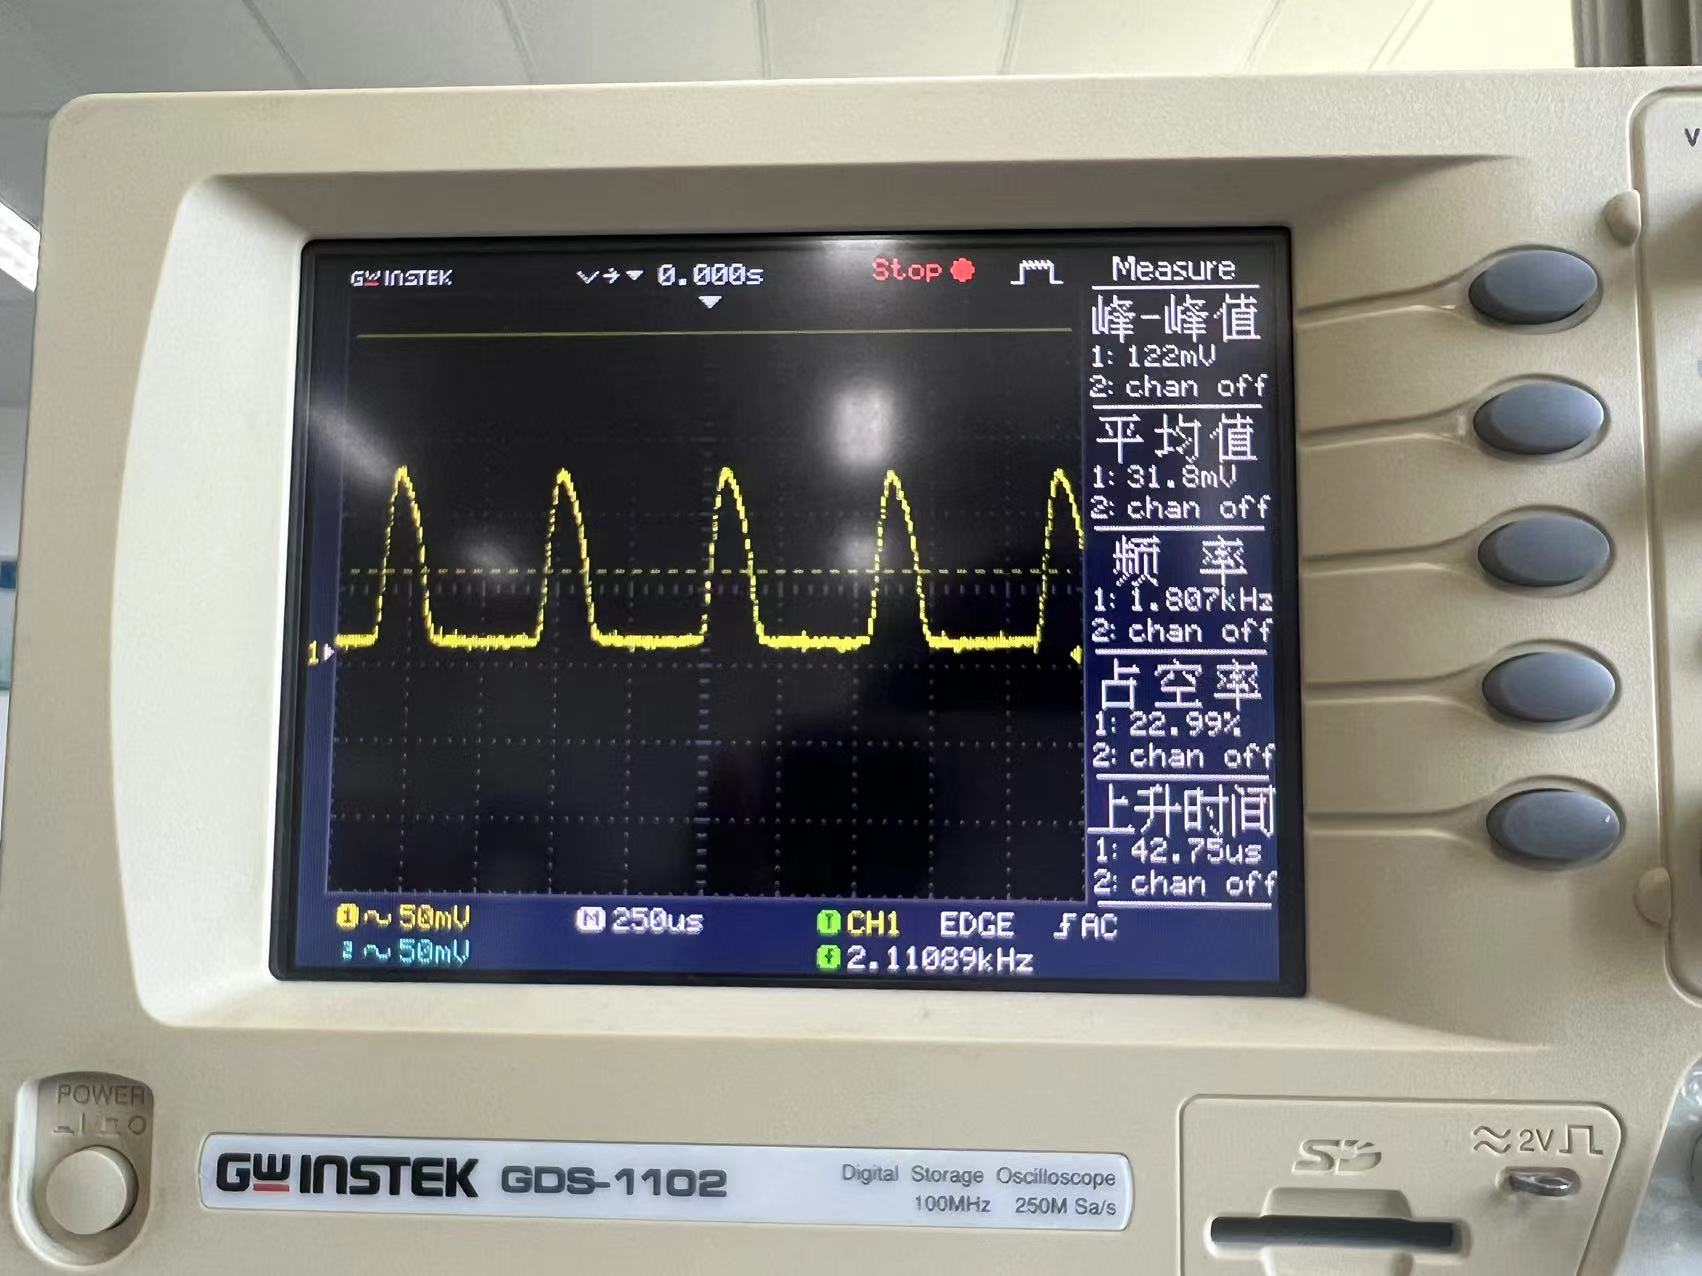 GW INSTEK
0.000s
Stop
Measure
峰-峰值
1: 122mV
2: chan off
平均值
1: 31.8mV
2: chan off
频 率
1: 1.807kHz
2: chan off
占空率
1: 22.99%
2: chan off
上升时间
1: 42.75us
2: chan off
1
1 ~ 50mV
M 250us
T CH1 EDGE AC
2 ~ 50mV
f 2.11089kHz
POWER
GW INSTEK GDS-1102
Digital Storage Oscilloscope
100MHz 250M Sa/s
SD
≈2V
V